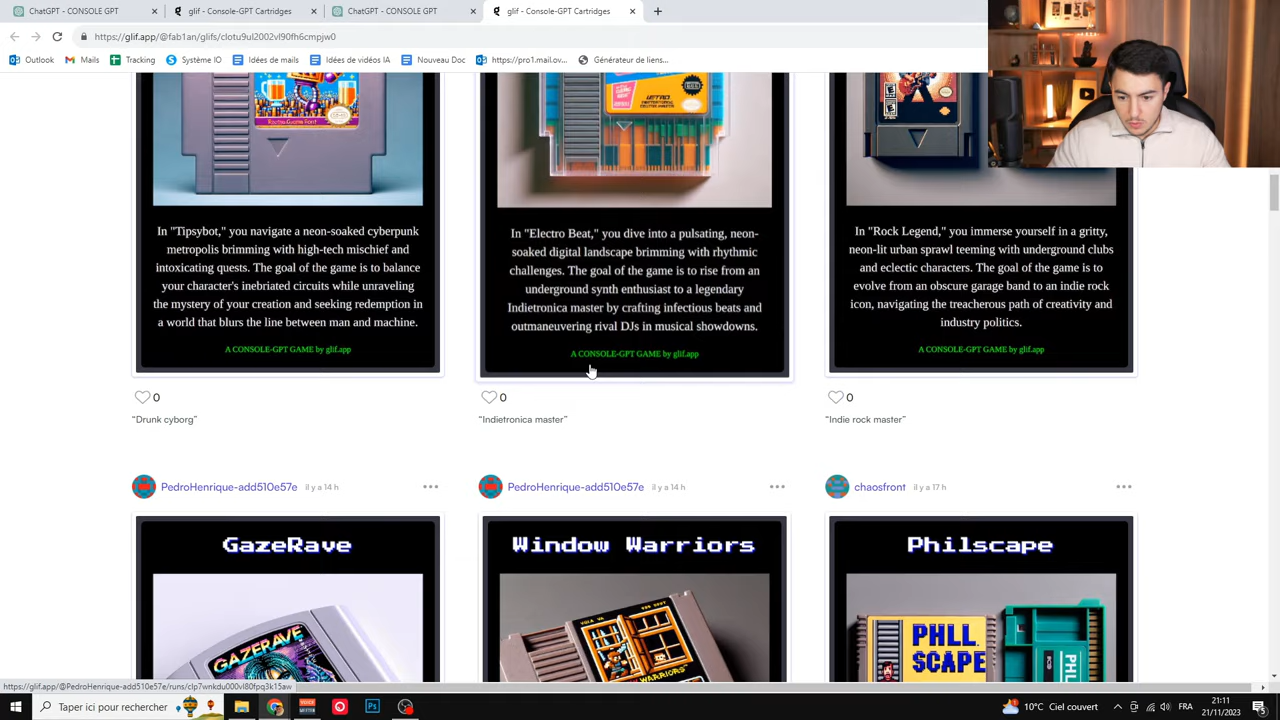 ChatGPT - CONSOLE GPT
glif - Console-GPT Cartridges
ChatGPT - CONSOLE GPT
glif - Console-GPT Cartridges
https://glif.app/@fab1an/glifs/clotu9ul2002vl90fh6cmpjw0
Outlook
Mails
Tracking
Système IO
Idées de mails
Idées de vidéos IA
Nouveau Doc
https://pro1.mail.ov...
Générateur de liens...
In "Tipsybot," you navigate a neon-soaked cyberpunk
metropolis brimming with high-tech mischief and
intoxicating quests. The goal of the game is to balance
your character's inebriated circuits while unraveling
the mystery of your creation and seeking redemption in
a world that blurs the line between man and machine.
A CONSOLE-GPT GAME by glif.app
0
“Drunk cyborg”
In "Electro Beat," you dive into a pulsating, neon-
soaked digital landscape brimming with rhythmic
challenges. The goal of the game is to rise from an
underground synth enthusiast to a legendary
Indietronica master by crafting infectious beats and
outmaneuvering rival DJs in musical showdowns.
A CONSOLE-GPT GAME by glif.app
0
“Indietronica master”
In "Rock Legend," you immerse yourself in a gritty,
neon-lit urban sprawl teeming with underground clubs
and eclectic characters. The goal of the game is to
evolve from an obscure garage band to an indie rock
icon, navigating the treacherous path of creativity and
industry politics.
A CONSOLE-GPT GAME by glif.app
0
“Indie rock master”
PedroHenrique-add510e57e il y a 14 h
GazeRave
GAZERAVE
PedroHenrique-add510e57e il y a 14 h
Window Warriors
WARRIORS
chaosfront il y a 17 h
Philscape
PHLL
SCAPE
https://glif.app/@PedroHenrique-add510e57e/runs/clp7wnkdu000vl80fpq3k15aw
Taper ici pour rechercher
10°C Ciel couvert
FRA
21:11
21/11/2023